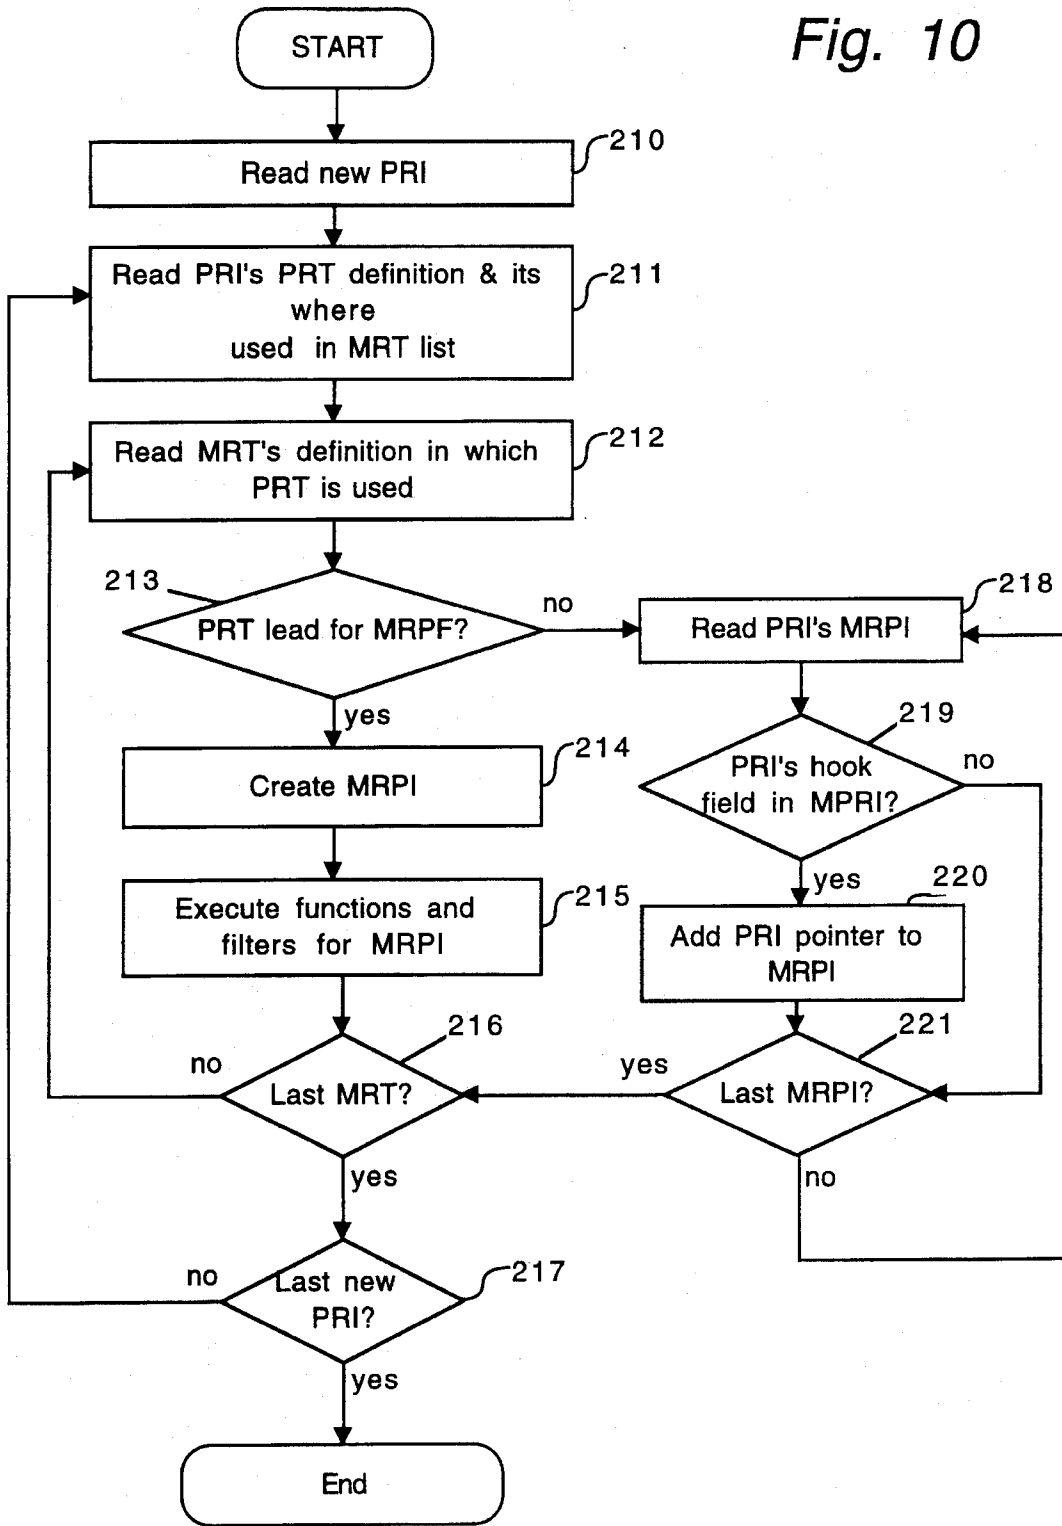 Fig. 10
START
210
Read new PRI
Read PRI's PRT definition & its
where
used in MRT list
211
Read MRT's definition in which
PRT is used
212
213
PRT lead for MRPF?
no
yes
Read PRI's MRPI
218
Create MRPI
214
PRI's hook
field in MPRI?
219
no
yes
Execute functions and
filters for MRPI
215
Add PRI pointer to
MRPI
220
Last MRT?
216
no
yes
Last MRPI?
221
yes
no
Last new
PRI?
217
no
yes
End